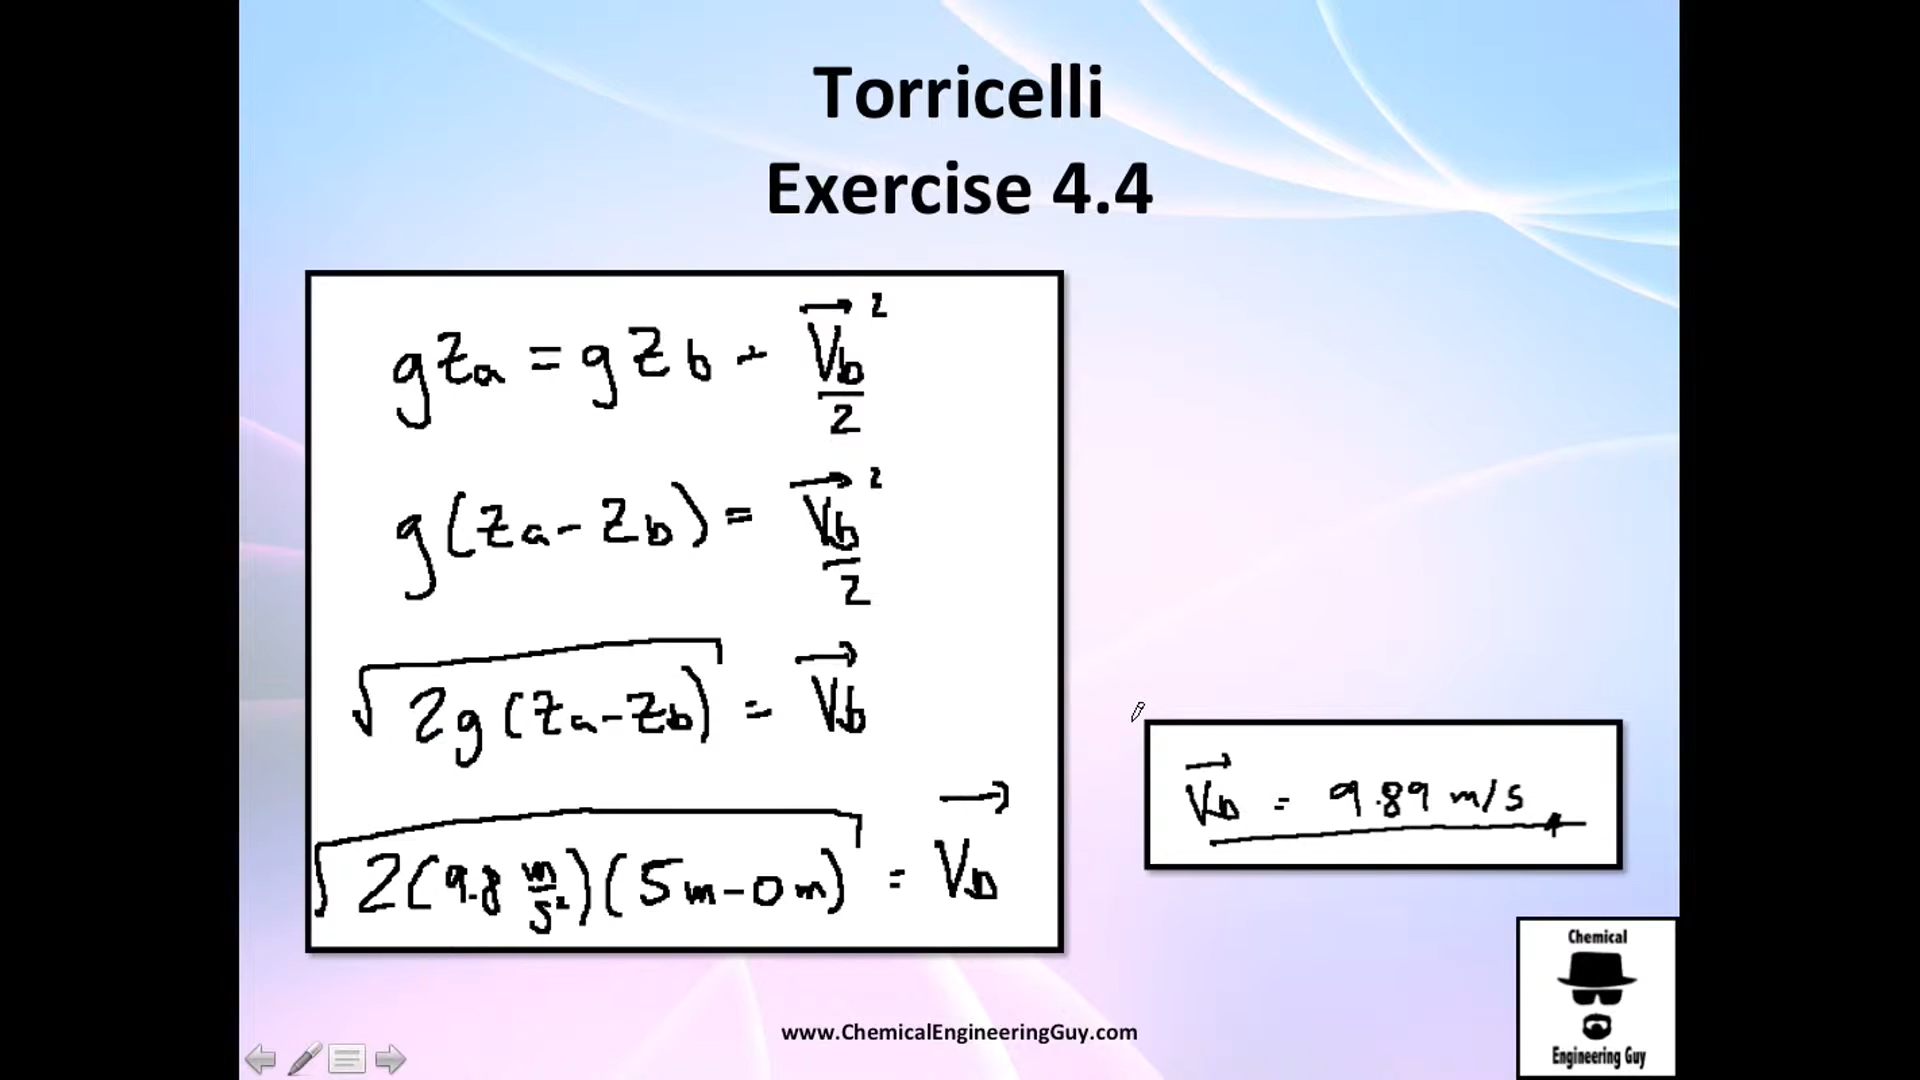 Torricelli
Exercise 4.4
gza = gzb + Vb²/2
g(za - zb) = Vb²/2
√2g(za-zb) = Vb
√2(9.8 m/s²)(5m-0m) = Vb
Vb = 9.89 m/s
www.ChemicalEngineeringGuy.com
Chemical
Engineering Guy